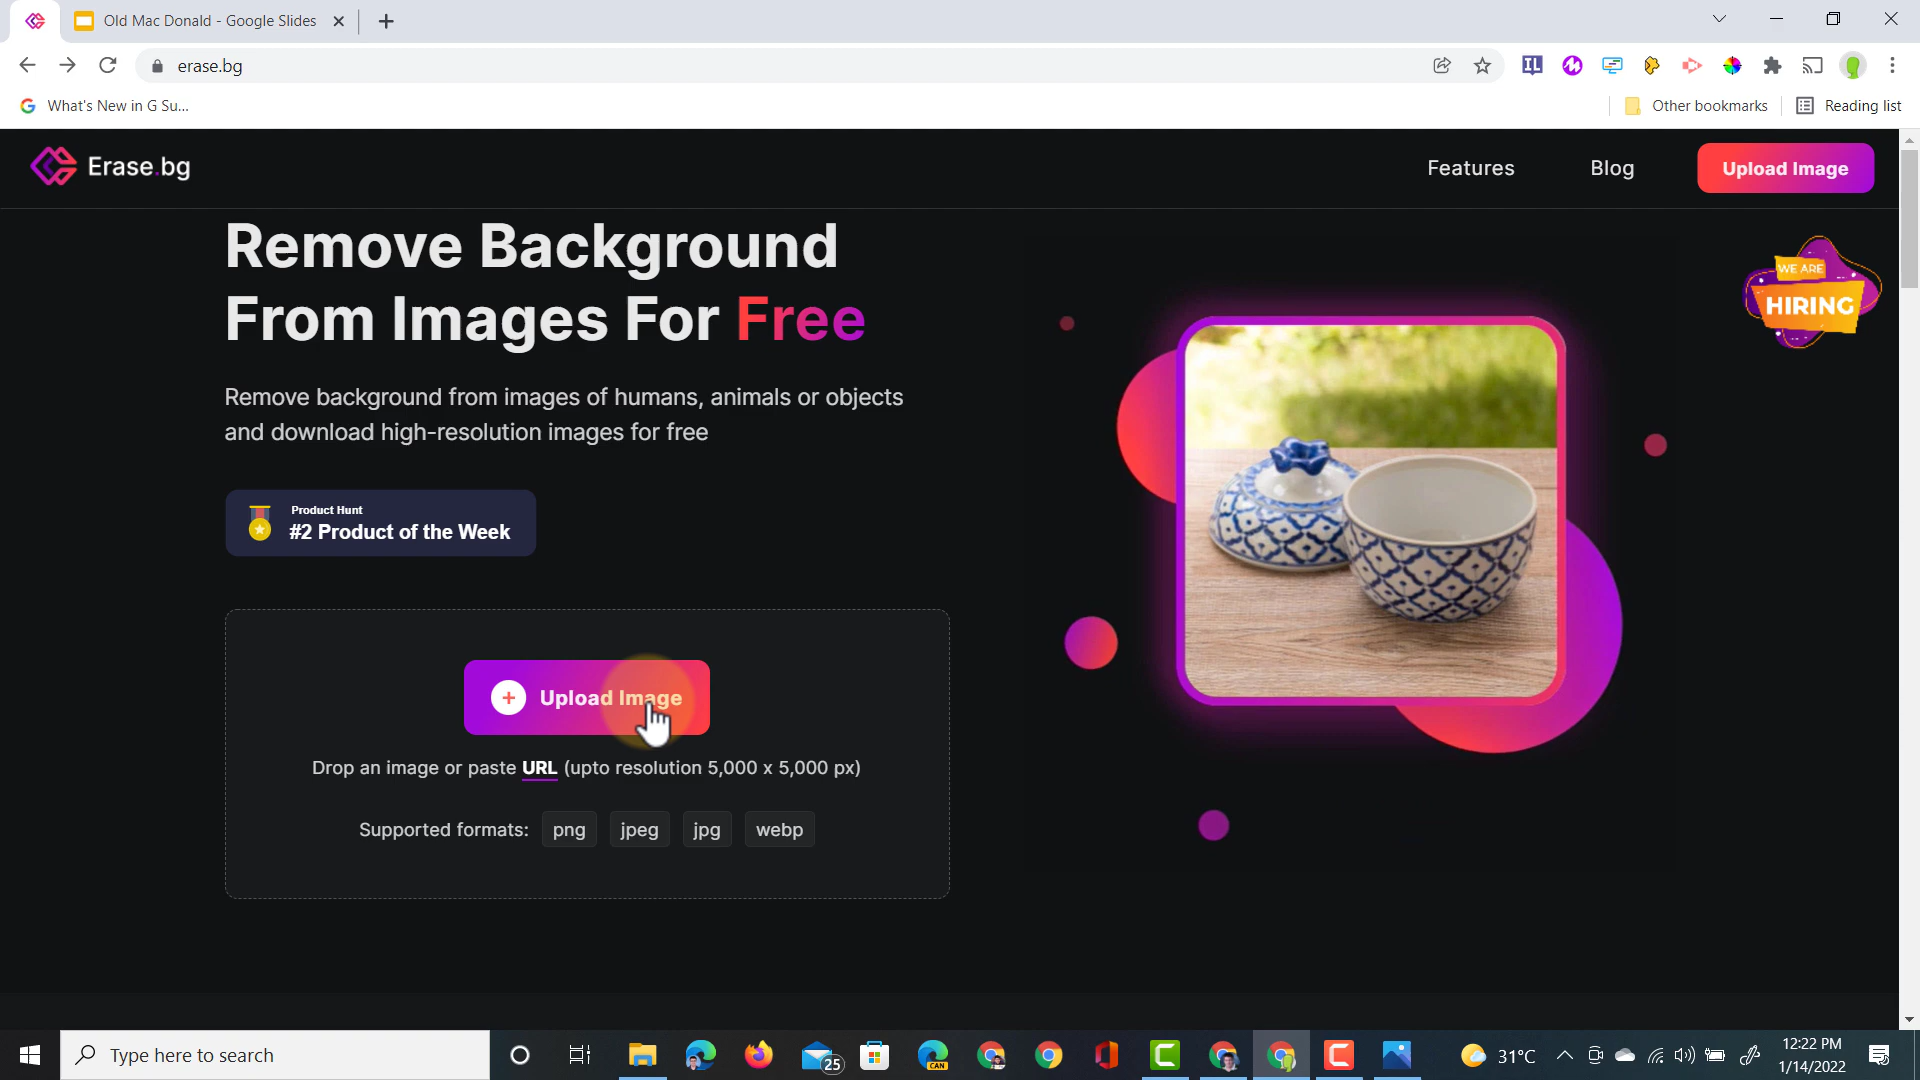 Old Mac Donald - Google Slides
erase.bg
What's New in G Su...
Other bookmarks
Reading list
Erase.bg
Features
Blog
Upload Image
Remove Background
From Images For Free
WE ARE
HIRING
Remove background from images of humans, animals or objects
and download high-resolution images for free
Product Hunt
#2 Product of the Week
Upload Image
Drop an image or paste URL (upto resolution 5,000 x 5,000 px)
Supported formats: png jpeg jpg webp
Type here to search
25
CAN
31°C
12:22 PM
1/14/2022